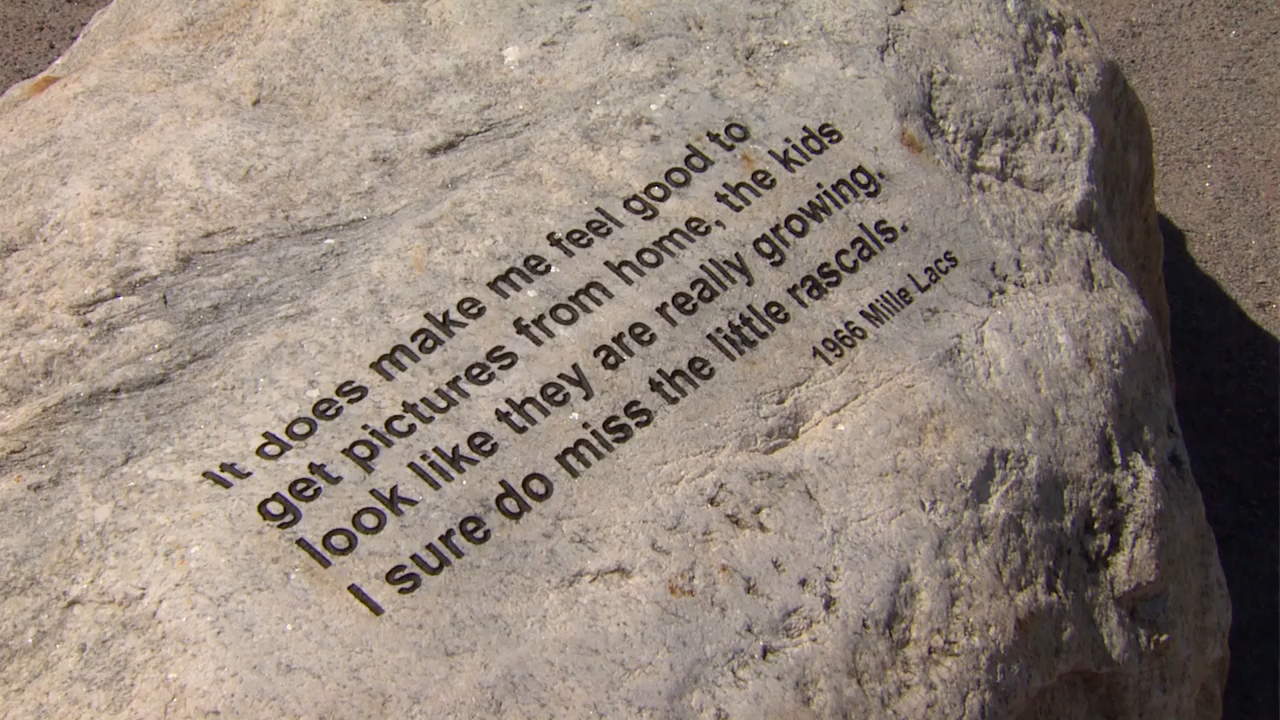 It does make me feel good to
get pictures from home, the kids
look like they are really growing.
I sure do miss the little rascals.
1966 Mille Lacs